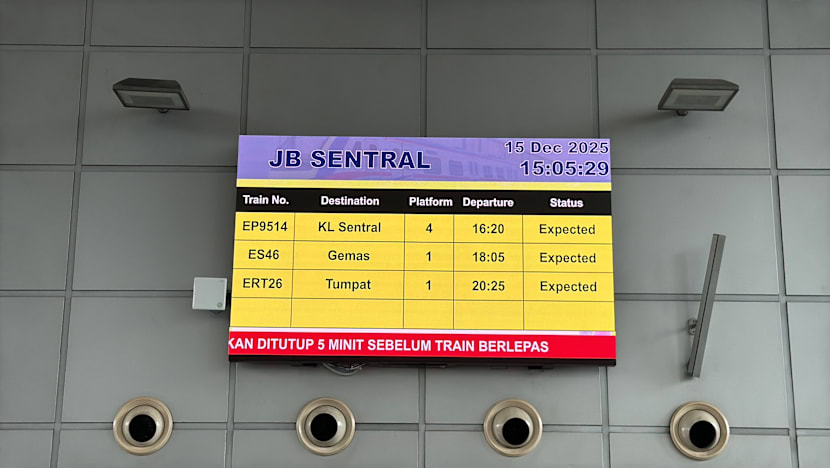 JB SENTRAL 15 Dec 2025
15:05:29
Train No. Destination Platform Departure Status
EP9514 KL Sentral 4 16:20 Expected
ES46 Gemas 1 18:05 Expected
ERT26 Tumpat 1 20:25 Expected
KAN DITUTUP 5 MINIT SEBELUM TRAIN BERLEPAS